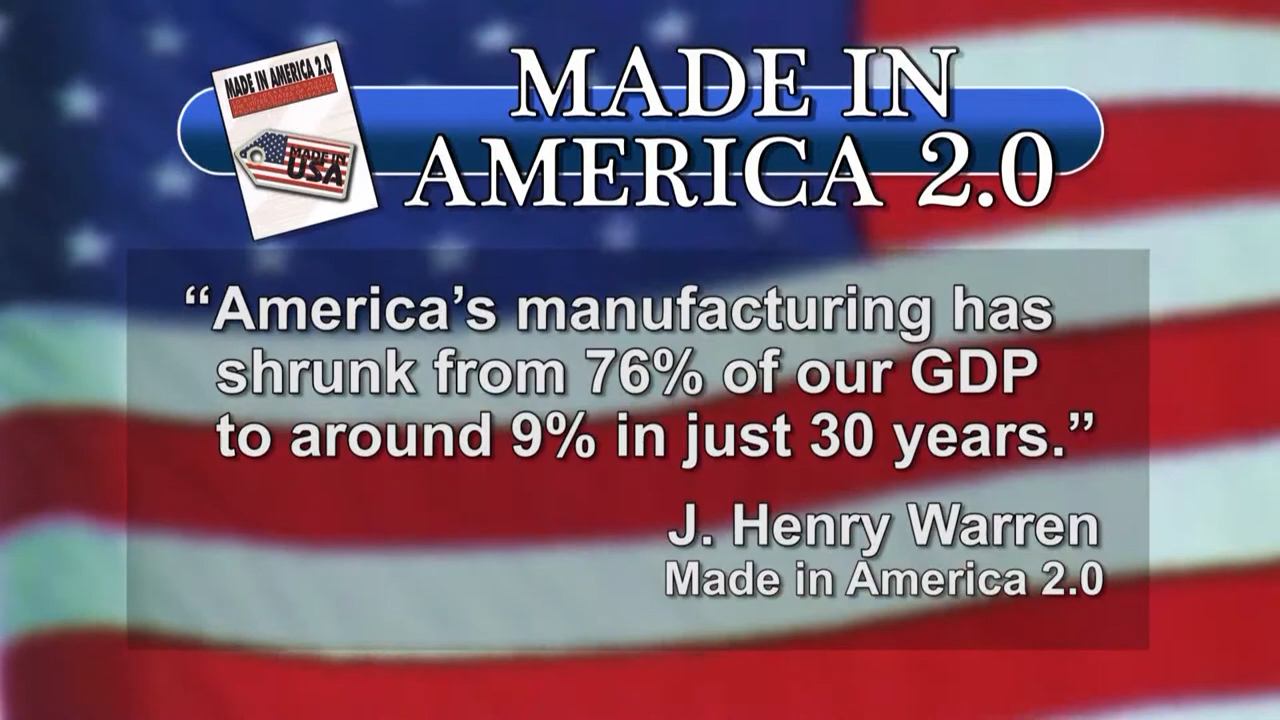 MADE IN AMERICA 2.0
MADE IN
USA
MADE IN
AMERICA 2.0
“America’s manufacturing has
shrunk from 76% of our GDP
to around 9% in just 30 years.”
J. Henry Warren
Made in America 2.0